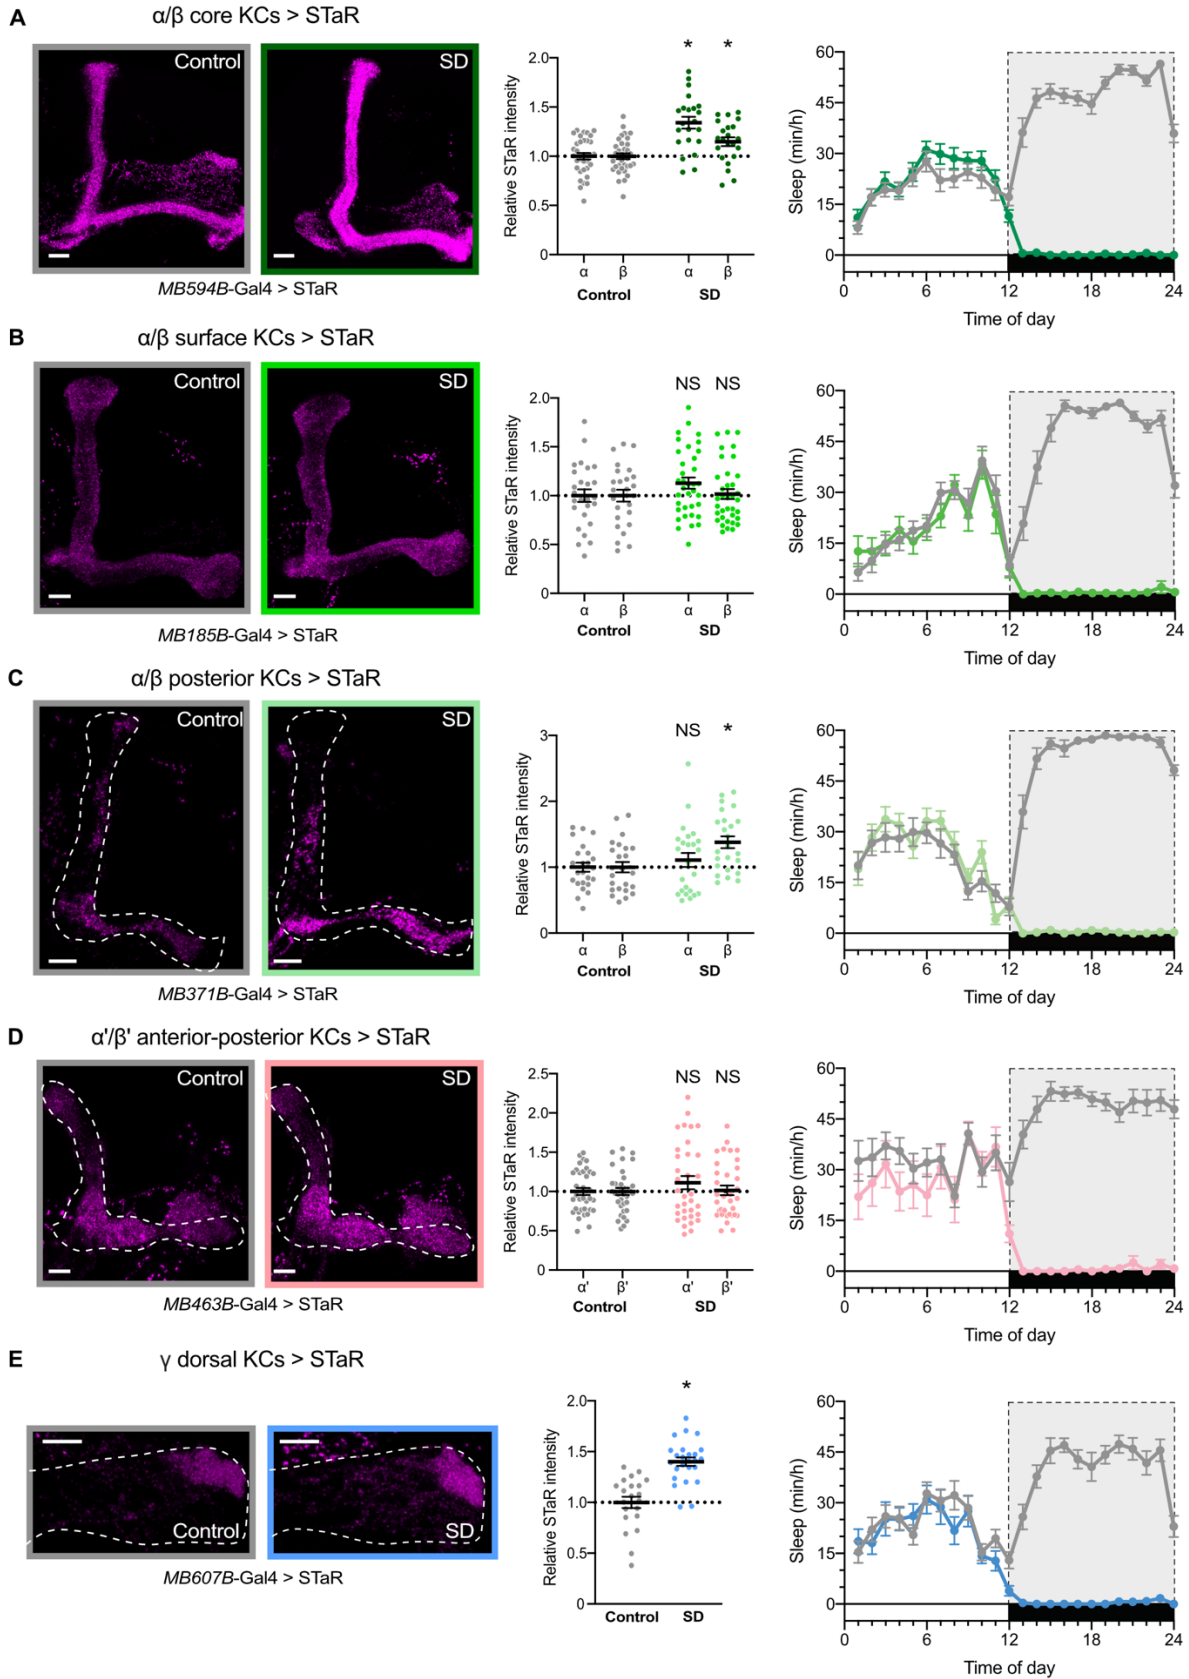 A
α/β core KCs > STaR
Control
SD
MB594B-Gal4 > STaR
Relative STaR intensity
2.0
1.5
1.0
0.5
0
* *
α β α β
Control SD
Sleep (min/h)
60
45
30
15
0
0 6 12 18 24
Time of day
B
α/β surface KCs > STaR
Control
SD
MB185B-Gal4 > STaR
Relative STaR intensity
2.0
1.5
1.0
0.5
0
NS NS
α β α β
Control SD
Sleep (min/h)
60
45
30
15
0
0 6 12 18 24
Time of day
C
α/β posterior KCs > STaR
Control
SD
MB371B-Gal4 > STaR
Relative STaR intensity
3
2
1
0
NS *
α β α β
Control SD
Sleep (min/h)
60
45
30
15
0
0 6 12 18 24
Time of day
D
α'/β' anterior-posterior KCs > STaR
Control
SD
MB463B-Gal4 > STaR
Relative STaR intensity
2.5
2.0
1.5
1.0
0.5
0
NS NS
α' β' α' β'
Control SD
Sleep (min/h)
60
45
30
15
0
0 6 12 18 24
Time of day
E
γ dorsal KCs > STaR
Control
SD
MB607B-Gal4 > STaR
Relative STaR intensity
2.0
1.5
1.0
0.5
0
*
Control SD
Sleep (min/h)
60
45
30
15
0
0 6 12 18 24
Time of day